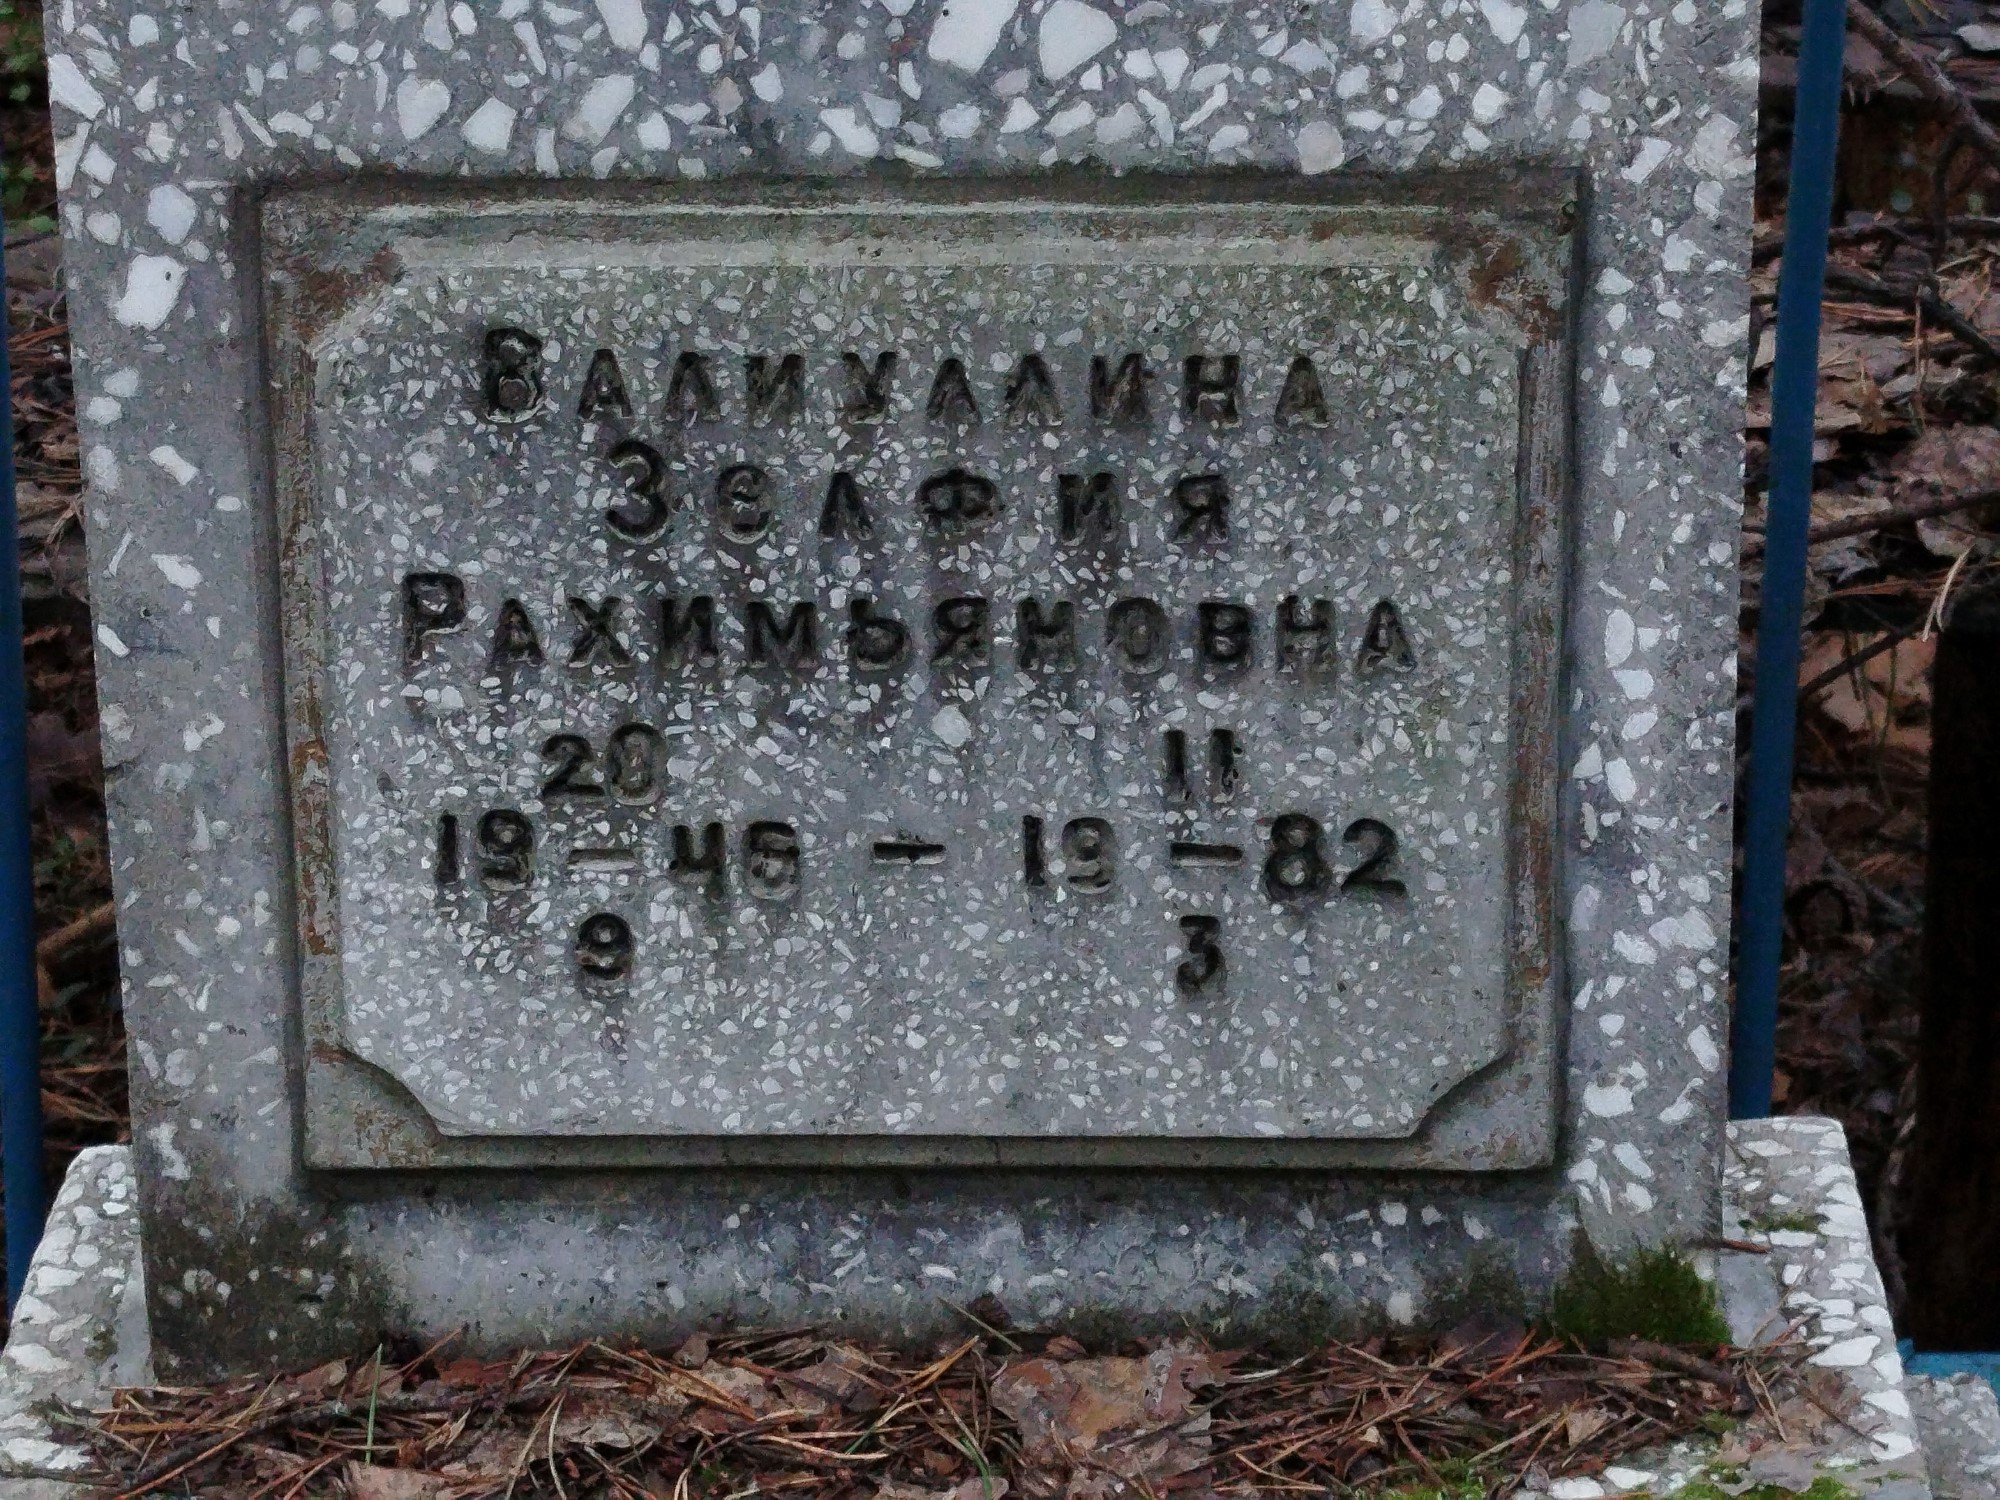 Валиуллина
Зелфия
Рахимьяновна
20 11
19 — 46 — 19 — 82
9 3